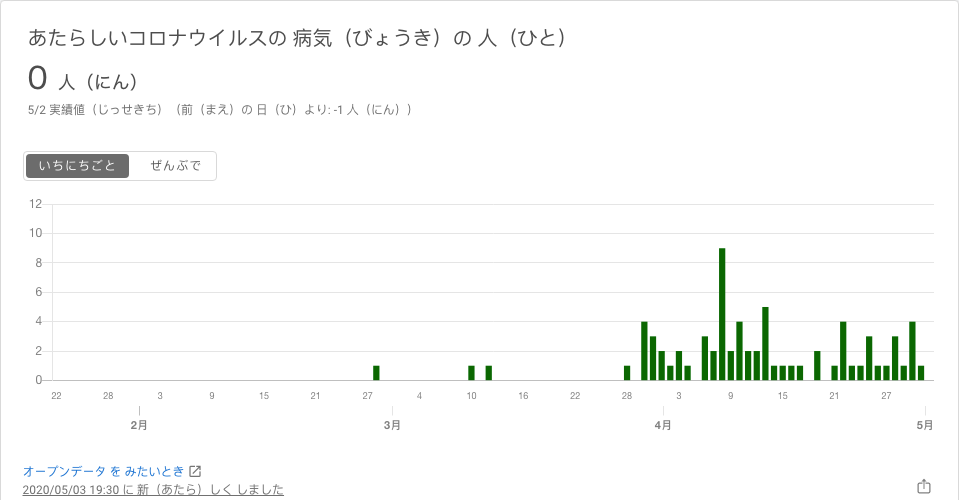 あたらしいコロナウイルスの 病気（びょうき）の 人（ひと）
0 人（にん）
5/2 実績値（じっせきち）（前（まえ）の 日（ひ）より: -1 人（にん））
いちにちごと ぜんぶで
12
10
8
6
4
2
0
22 28 3 9 15 21 27 4 10 16 22 28 3 9 15 21 27
2月 3月 4月 5月
オープンデータ を みたいとき
2020/05/03 19:30 に 新（あたら）しく しました